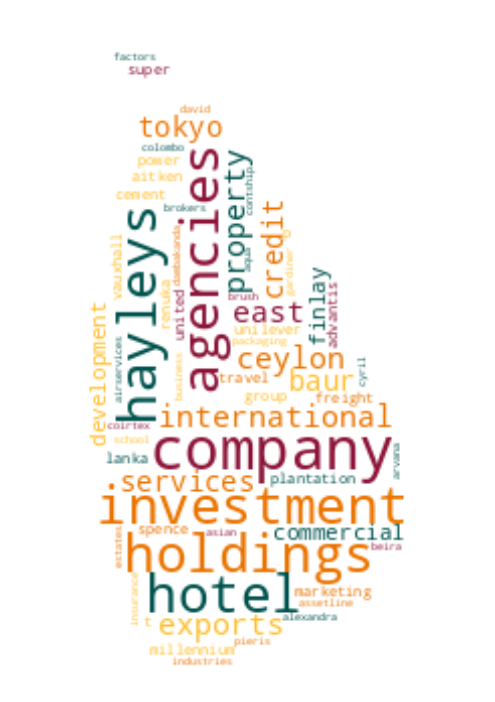 factors
super
david
tokyo
colombo
power
aitken
cement
brokers
agencies
property
contship
hayleys
vauxhall
renuka
dambakanda
united
aqua
credit
gardiner
brush
east
finlay
advantis
unilever
packaging
development
airservices
business
ceylon
travel
baur
cyril
group
freight
international
coirtex
school
lanka
company
arvana
services
plantation
investment
estates
spence
asian
commercial
beira
holdings
insurance
hotel
marketing
assetline
alexandra
exports
pieris
millennium
industries